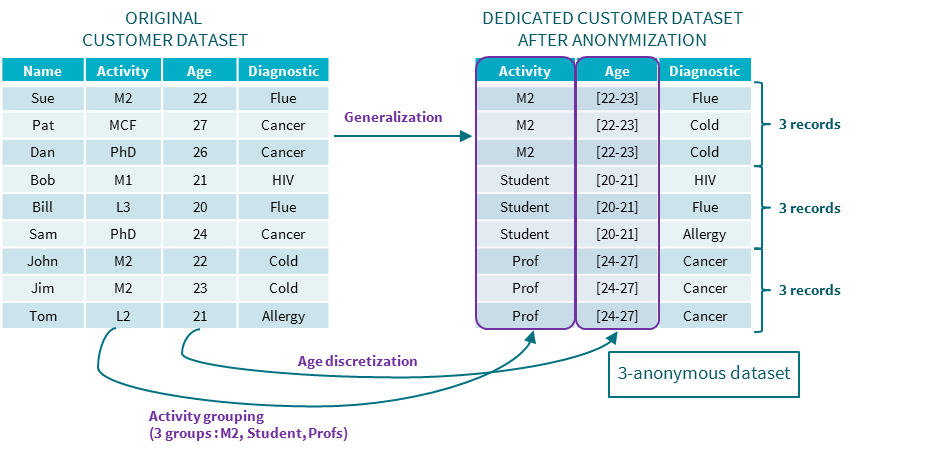 ORIGINAL
CUSTOMER DATASET
Name Activity Age Diagnostic
Sue M2 22 Flue
Pat MCF 27 Cancer
Dan PhD 26 Cancer
Bob M1 21 HIV
Bill L3 20 Flue
Sam PhD 24 Cancer
John M2 22 Cold
Jim M2 23 Cold
Tom L2 21 Allergy
Generalization
DEDICATED CUSTOMER DATASET
AFTER ANONYMIZATION
Activity Age Diagnostic
M2 [22-23] Flue
M2 [22-23] Cold
M2 [22-23] Cold
Student [20-21] HIV
Student [20-21] Flue
Student [20-21] Allergy
Prof [24-27] Cancer
Prof [24-27] Cancer
Prof [24-27] Cancer
3 records
3 records
3 records
Age discretization
3-anonymous dataset
Activity grouping
(3 groups : M2, Student, Profs)